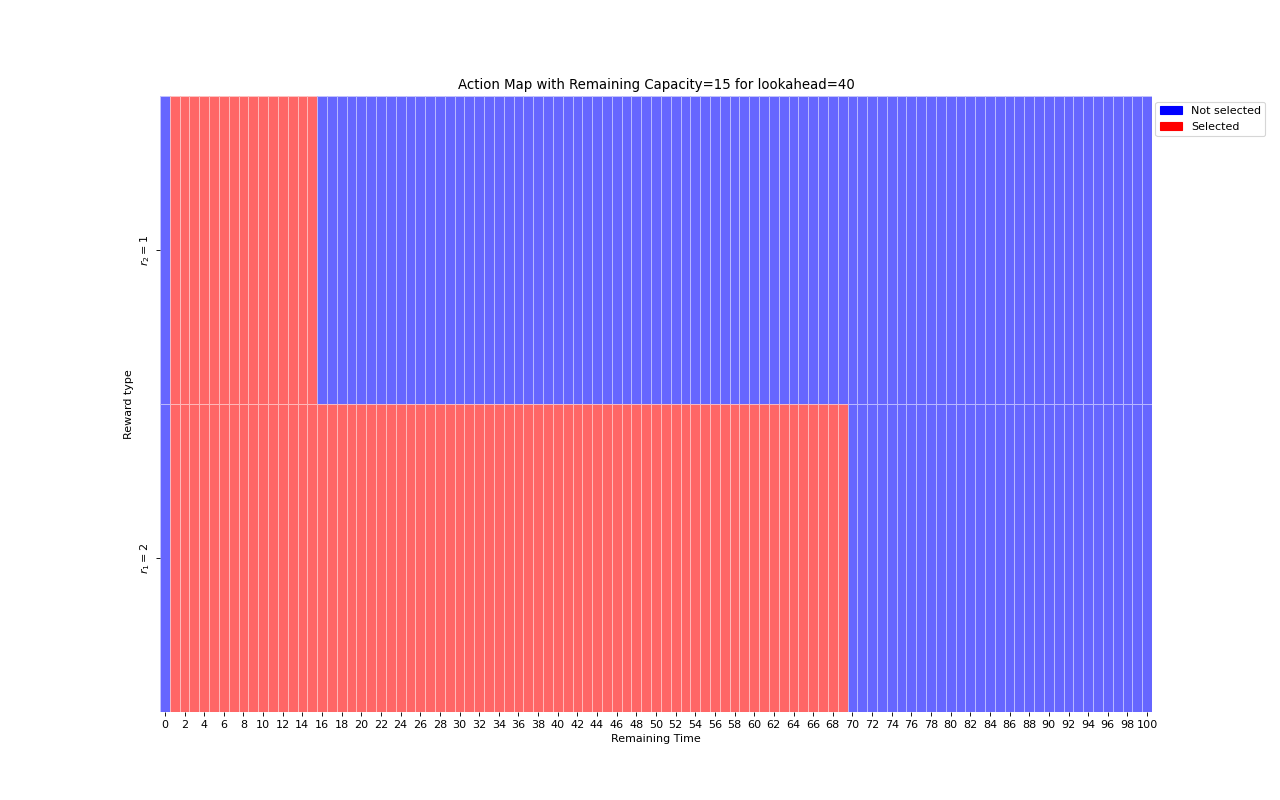 Action Map with Remaining Capacity=15 for lookahead=40
Not selected
Selected
r₂ = 1
Reward type
r₁ = 2
0 2 4 6 8 10 12 14 16 18 20 22 24 26 28 30 32 34 36 38 40 42 44 46 48 50 52 54 56 58 60 62 64 66 68 70 72 74 76 78 80 82 84 86 88 90 92 94 96 98 100
Remaining Time